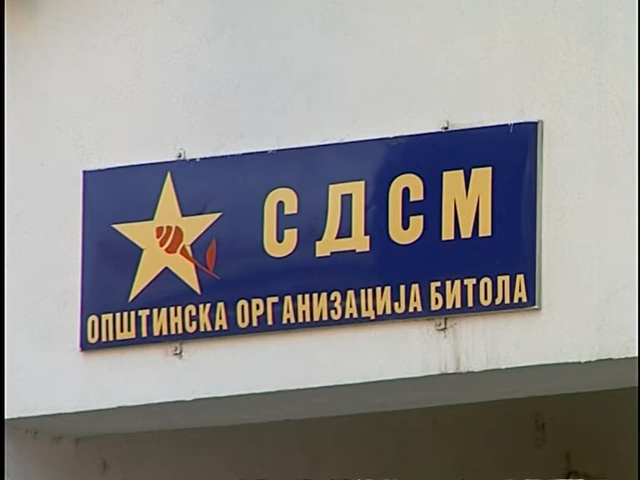 СДСМ
ОПШТИНСКА ОРГАНИЗАЦИЈА БИТОЛА